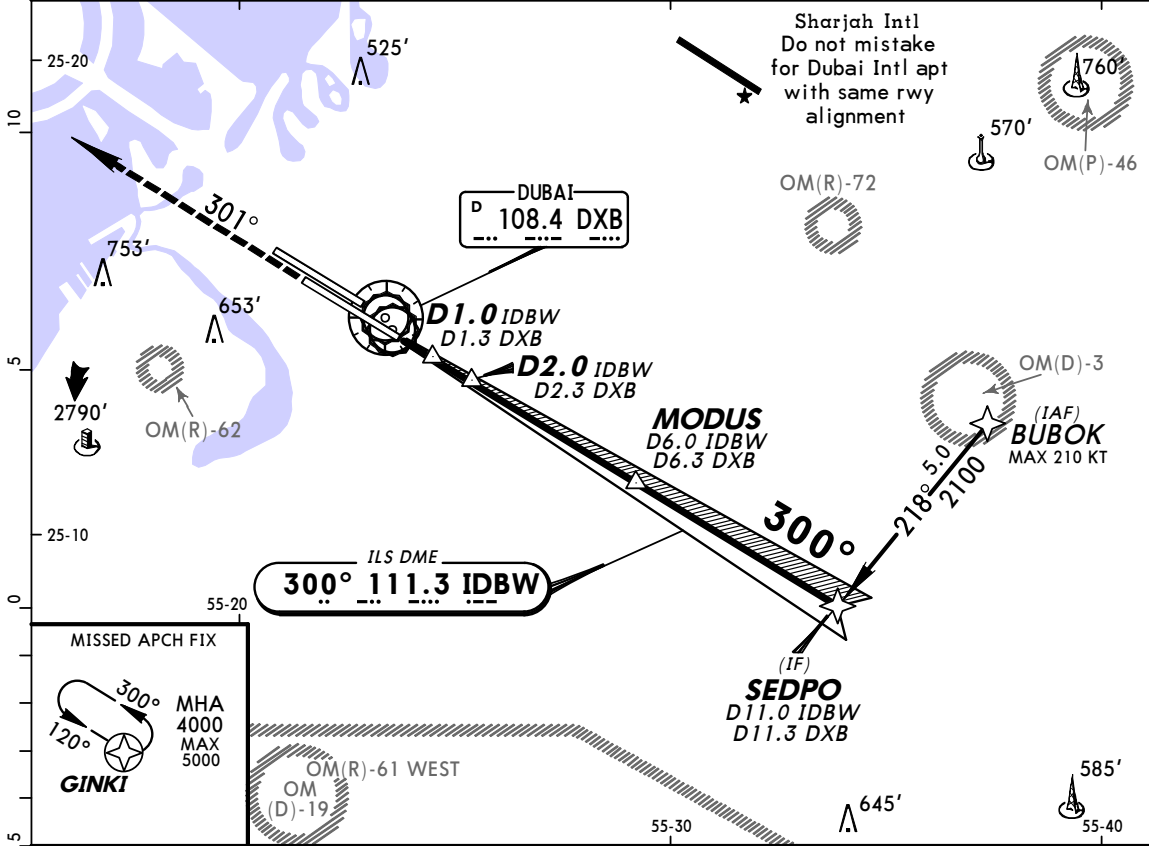 Sharjah Intl
Do not mistake
for Dubai Intl apt
with same rwy
alignment
525'
25-20
760'
10
570'
OM(P)-46
OM(R)-72
DUBAI
D 108.4 DXB
301°
753'
653'
D1.0 IDBW
D1.3 DXB
D2.0 IDBW
D2.3 DXB
5
OM(D)-3
2790'
OM(R)-62
MODUS
D6.0 IDBW
D6.3 DXB
(IAF)
BUBOK
MAX 210 KT
218° 5.0
2100
300°
25-10
ILS DME
300° 111.3 IDBW
0
55-20
(IF)
SEDPO
D11.0 IDBW
D11.3 DXB
MISSED APCH FIX
300°
120°
MHA
4000
MAX
5000
GINKI
OM(R)-61 WEST
OM
(D)-19
585'
645'
5
55-30
55-40